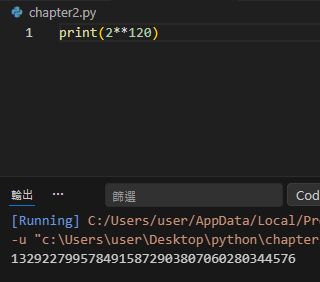 chapter2.py
1 print(2**120)
輸出 ··· 篩選 Cod
[Running] C:/Users/user/AppData/Local/Pr
-u "c:\Users\user\Desktop\python\chapter
1329227995784915872903807060280344576